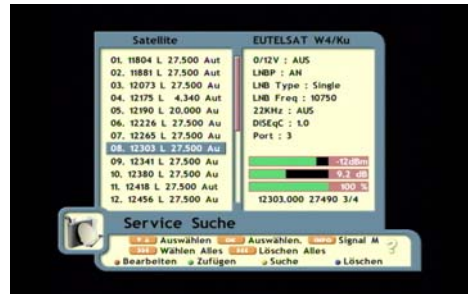 Satellite
EUTELSAT W4/Ku
01. 11804 L 27.500 Aut
02. 11881 L 27.500 Aut
03. 12073 L 27.500 Au
04. 12175 L 4,340 Aut
05. 12190 L 20.000 Au
06. 12226 L 27.500 Au
07. 12265 L 27.500 Au
08. 12303 L 27.500 Au
09. 12341 L 27.500 Au
10. 12380 L 27.500 Au
11. 12418 L 27.500 Aut
12. 12456 L 27.500 Au
0/12V : AUS
LNBP : AN
LNB Type : Single
LNB Freq : 10750
22KHz : AUS
DiSEqC : 1.0
Port : 3
-12dBm
9,2 dB
100 %
12303.000 27490 3/4
Service Suche
Auswählen OK Auswählen. INFO Signal M
Wählen Alles Löschen Alles
Bearbeiten Zufügen Suche Löschen
?